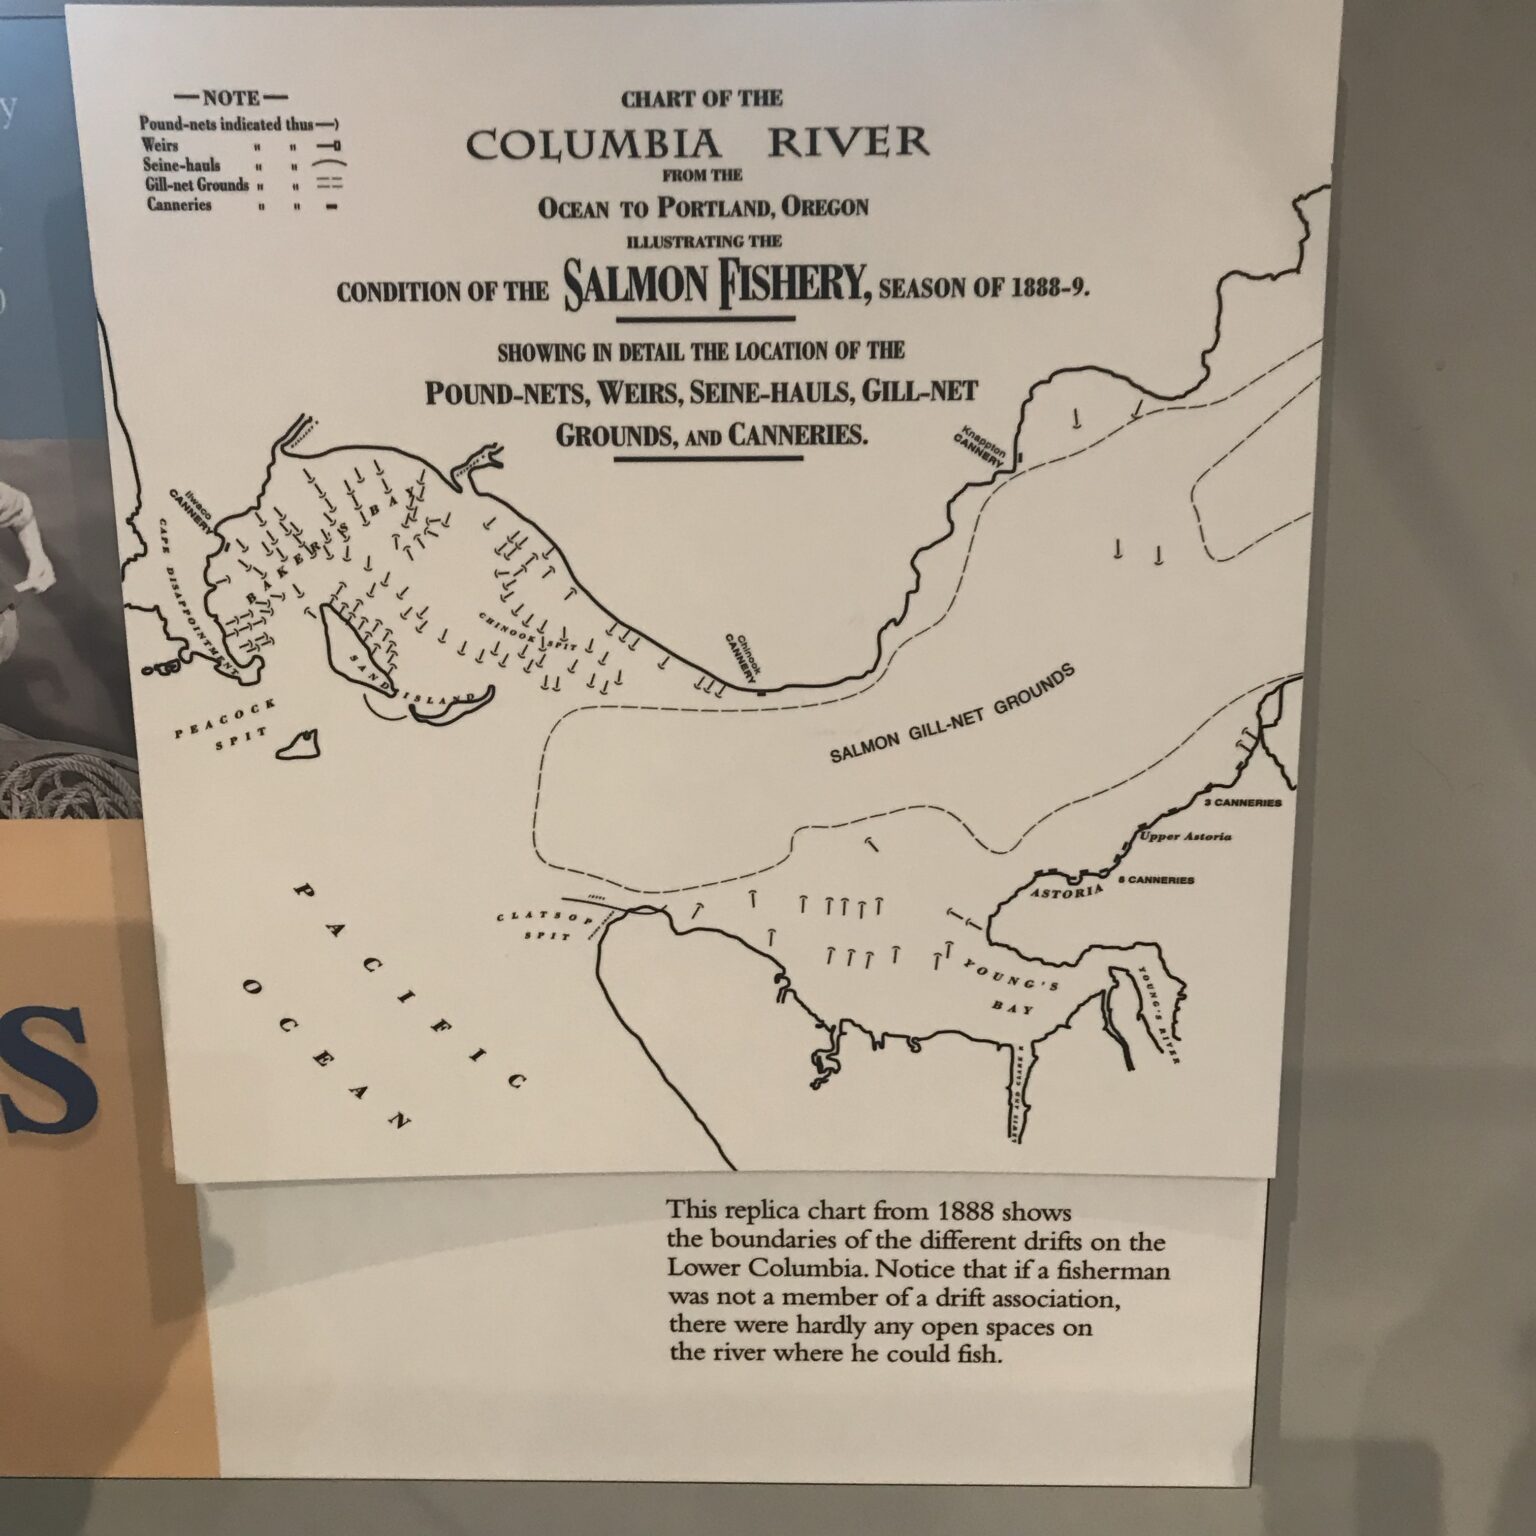 — NOTE —
Pound-nets indicated thus
Weirs " "
Seine-hauls " "
Gill-net Grounds " "
Canneries " "
CHART OF THE
COLUMBIA RIVER
FROM THE
OCEAN TO PORTLAND, OREGON
ILLUSTRATING THE
CONDITION OF THE SALMON FISHERY, SEASON OF 1888-9.
SHOWING IN DETAIL THE LOCATION OF THE
POUND-NETS, WEIRS, SEINE-HAULS, GILL-NET
GROUNDS, AND CANNERIES.
Knappton
CANNERY
Ilwaco
CANNERY
CAPE DISAPPOINTMENT
BAKERS BAY
CHINOOK SPIT
Chinook
CANNERY
SAND ISLAND
PEACOCK
SPIT
SALMON GILL-NET GROUNDS
3 CANNERIES
Upper Astoria
ASTORIA
CANNERIES
CLATSOP
SPIT
YOUNG'S
BAY
YOUNG'S RIVER
LEWIS AND CLARK R
PACIFIC
OCEAN
y
S
This replica chart from 1888 shows
the boundaries of the different drifts on the
Lower Columbia. Notice that if a fisherman
was not a member of a drift association,
there were hardly any open spaces on
the river where he could fish.